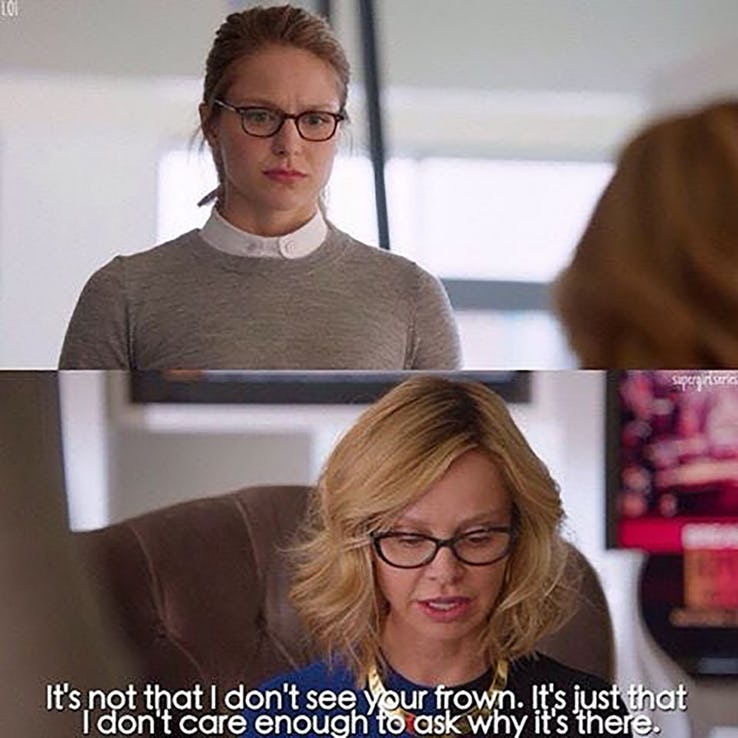 LOL
supergirlseries
It's not that I don't see your frown. It's just that
I don't care enough to ask why it's there.